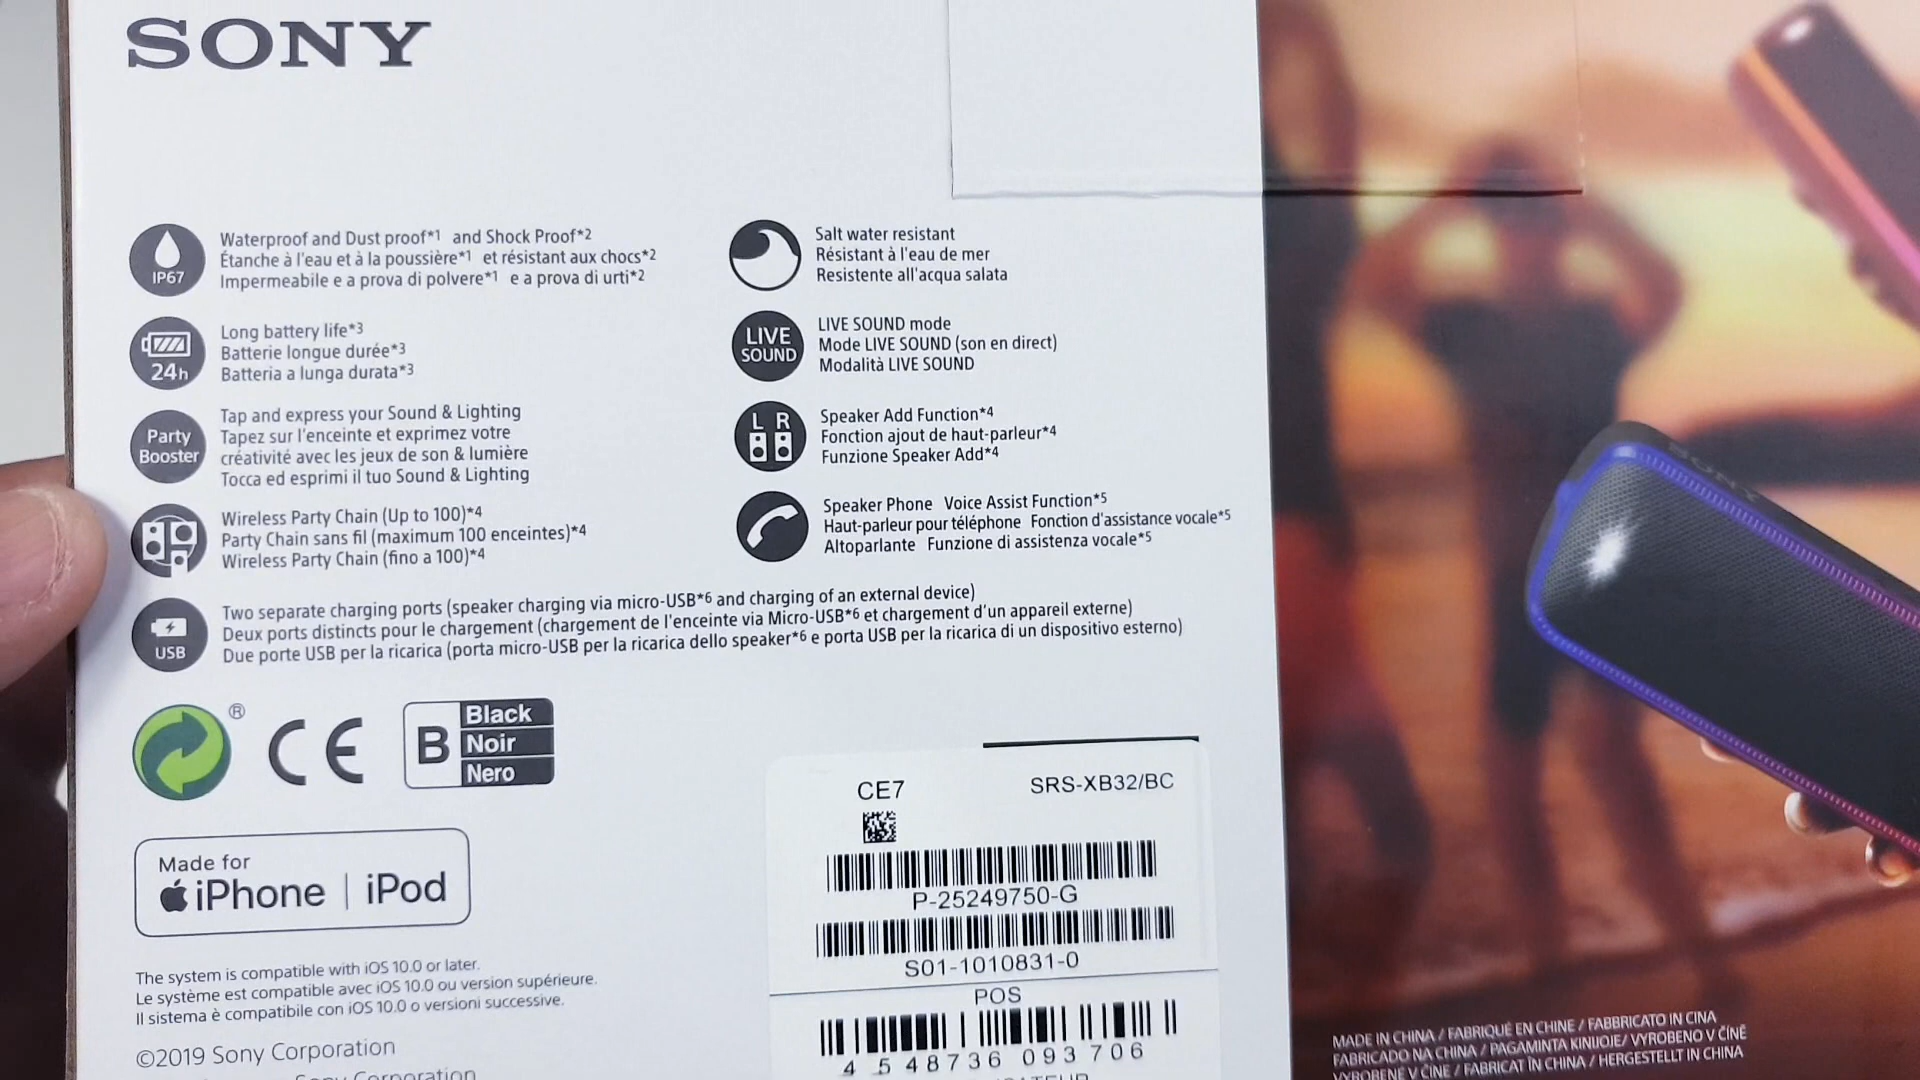 SONY
IP67
Waterproof and Dust proof*1 and Shock Proof*2
Étanche à l'eau et à la poussière*1 et résistant aux chocs*2
Impermeabile e a prova di polvere*1 e a prova di urti*2
24h
Long battery life*3
Batterie longue durée*3
Batteria a lunga durata*3
Party
Booster
Tap and express your Sound & Lighting
Tapez sur l'enceinte et exprimez votre
créativité avec les jeux de son & lumière
Tocca ed esprimi il tuo Sound & Lighting
Wireless Party Chain (Up to 100)*4
Party Chain sans fil (maximum 100 enceintes)*4
Wireless Party Chain (fino a 100)*4
Salt water resistant
Résistant à l'eau de mer
Resistente all'acqua salata
LIVE
SOUND
LIVE SOUND mode
Mode LIVE SOUND (son en direct)
Modalità LIVE SOUND
L R
Speaker Add Function*4
Fonction ajout de haut-parleur*4
Funzione Speaker Add*4
Speaker Phone Voice Assist Function*5
Haut-parleur pour téléphone Fonction d'assistance vocale*5
Altoparlante Funzione di assistenza vocale*5
USB
Two separate charging ports (speaker charging via micro-USB*6 and charging of an external device)
Deux ports distincts pour le chargement (chargement de l'enceinte via Micro-USB*6 et chargement d'un appareil externe)
Due porte USB per la ricarica (porta micro-USB per la ricarica dello speaker*6 e porta USB per la ricarica di un dispositivo esterno)
® CE
B
Black
Noir
Nero
Made for
iPhone | iPod
The system is compatible with iOS 10.0 or later.
Le système est compatible avec iOS 10.0 ou version supérieure.
Il sistema è compatibile con iOS 10.0 o versioni successive.
©2019 Sony Corporation
Sony Corporation
CE7 SRS-XB32/BC
P-25249750-G
S01-1010831-0
POS
4 548736 093706
SONY
MADE IN CHINA / FABRIQUÉ EN CHINE / FABBRICATO IN CINA
FABRICADO NA CHINA / PAGAMINTA KINIJOJE/ VYROBENO V ČÍNĚ
VYROBENÉ V ČÍNE / FABRICAT ÎN CHINA / HERGESTELLT IN CHINA